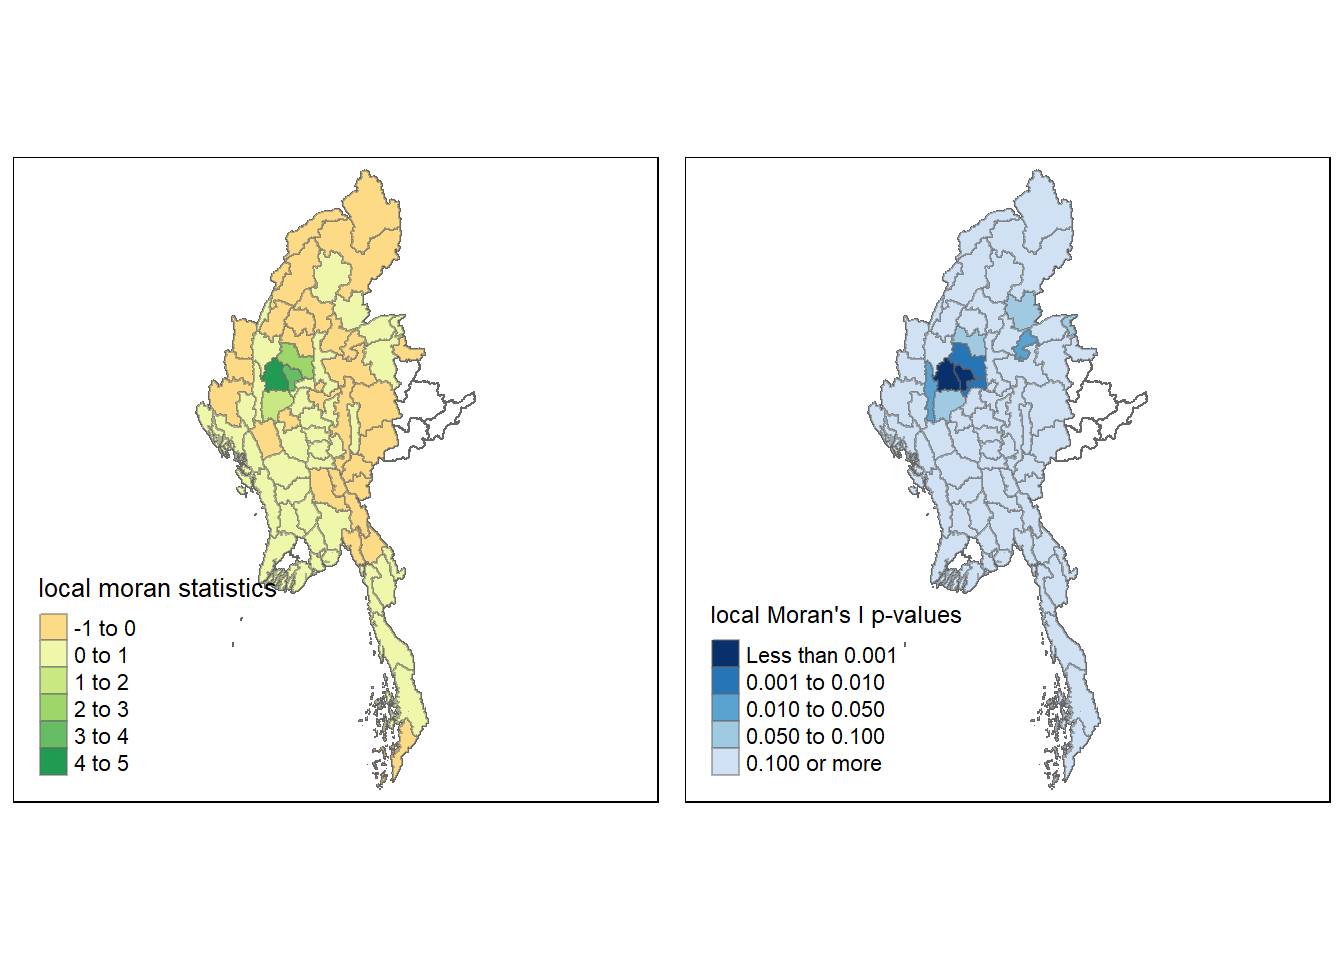 local moran statistics
-1 to 0
0 to 1
1 to 2
2 to 3
3 to 4
4 to 5
local Moran's I p-values
Less than 0.001
0.001 to 0.010
0.010 to 0.050
0.050 to 0.100
0.100 or more